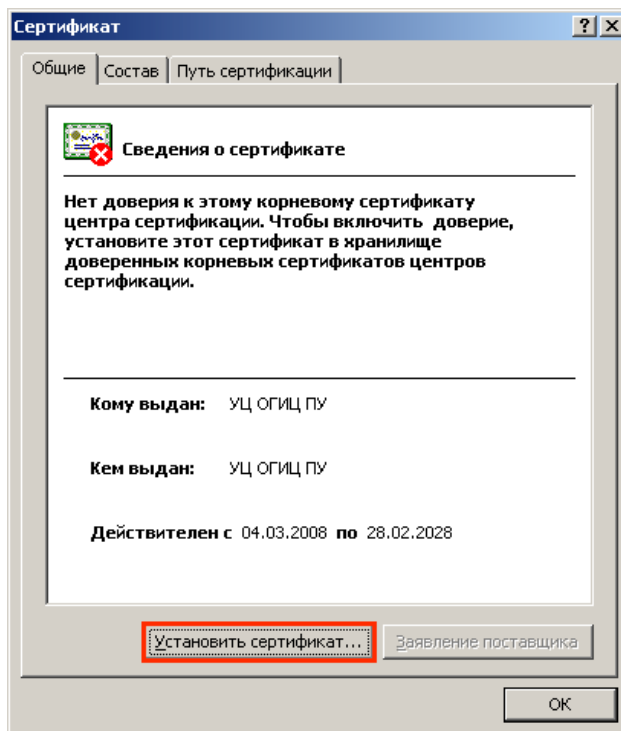 Сертификат
Общие Состав Путь сертификации
Сведения о сертификате
Нет доверия к этому корневому сертификату
центра сертификации. Чтобы включить доверие,
установите этот сертификат в хранилище
доверенных корневых сертификатов центров
сертификации.
Кому выдан: УЦ ОГИЦ ПУ
Кем выдан: УЦ ОГИЦ ПУ
Действителен с 04.03.2008 по 28.02.2028
Установить сертификат... Заявление поставщика
ОК